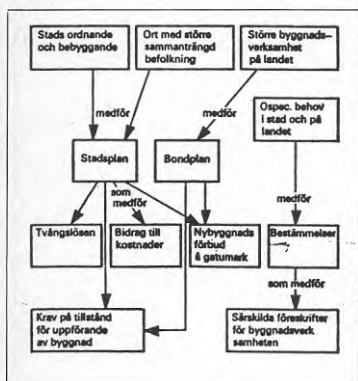 Stads ordnande
och bebyggande
Ort med större
sammanträngd
befolkning
Större byggnads-
verksamhet
på landet
Ospec. behov
i stad och på
landet
medför
medför
Stadsplan
Bondplan
medför
som
medför
Tvångslösen
Bidrag till
kostnader
Nybyggnads
förbud
å gatumark
Bestämmelser
som medför
Krav på tillstånd
för uppförande
av byggnad
Särskilda föreskrifter
för byggnadsverk
samheten